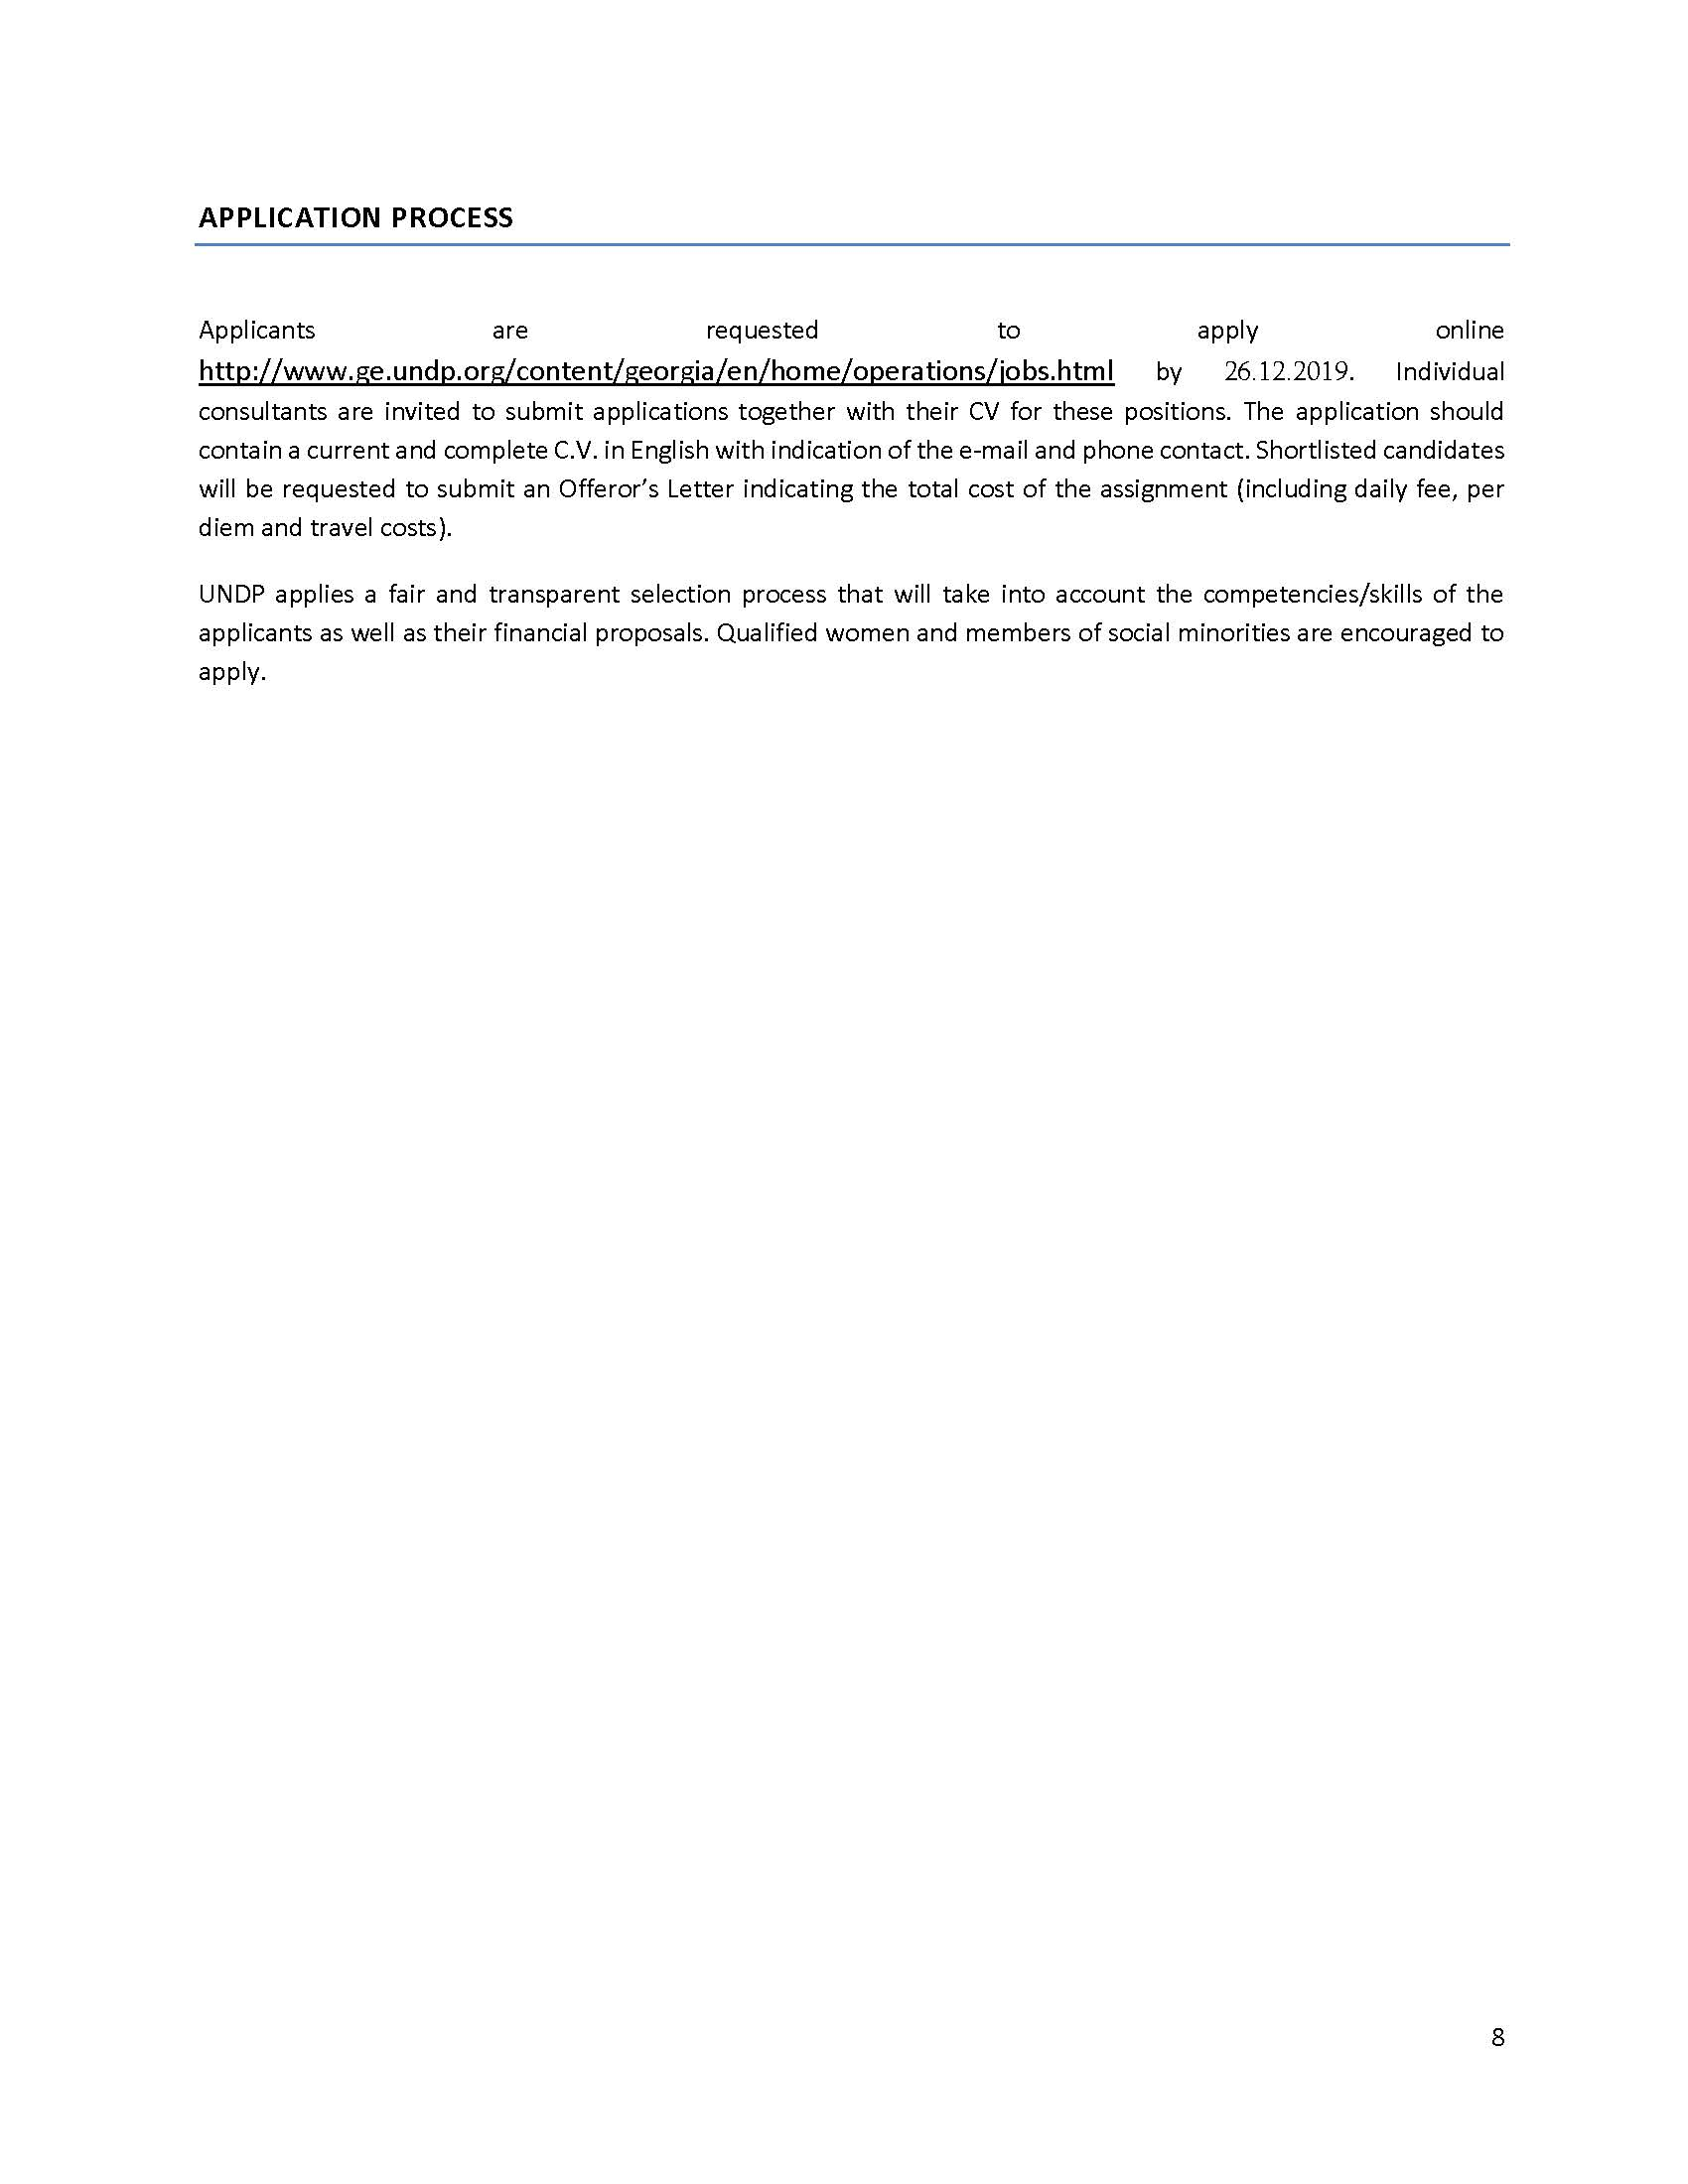 APPLICATION PROCESS
Applicants are requested to apply online
http://www.ge.undp.org/content/georgia/en/home/operations/jobs.html by 26.12.2019. Individual
consultants are invited to submit applications together with their CV for these positions. The application should
contain a current and complete C.V. in English with indication of the e-mail and phone contact. Shortlisted candidates
will be requested to submit an Offeror’s Letter indicating the total cost of the assignment (including daily fee, per
diem and travel costs).
UNDP applies a fair and transparent selection process that will take into account the competencies/skills of the
applicants as well as their financial proposals. Qualified women and members of social minorities are encouraged to
apply.
8